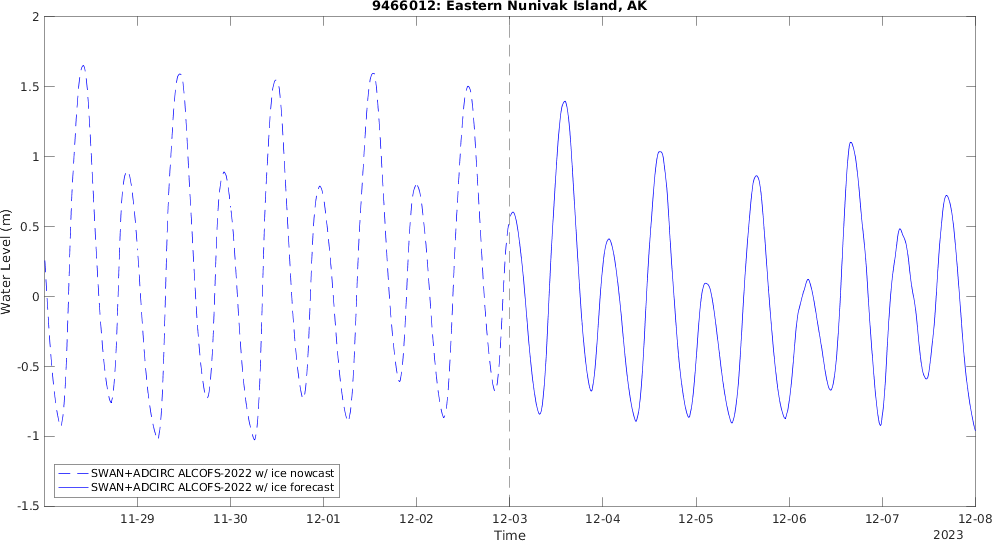 9466012: Eastern Nunivak Island, AK
Water Level (m)
2
1.5
1
0.5
0
-0.5
-1
-1.5
SWAN+ADCIRC ALCOFS-2022 w/ ice nowcast
SWAN+ADCIRC ALCOFS-2022 w/ ice forecast
11-29 11-30 12-01 12-02 12-03 12-04 12-05 12-06 12-07 12-08
Time
2023